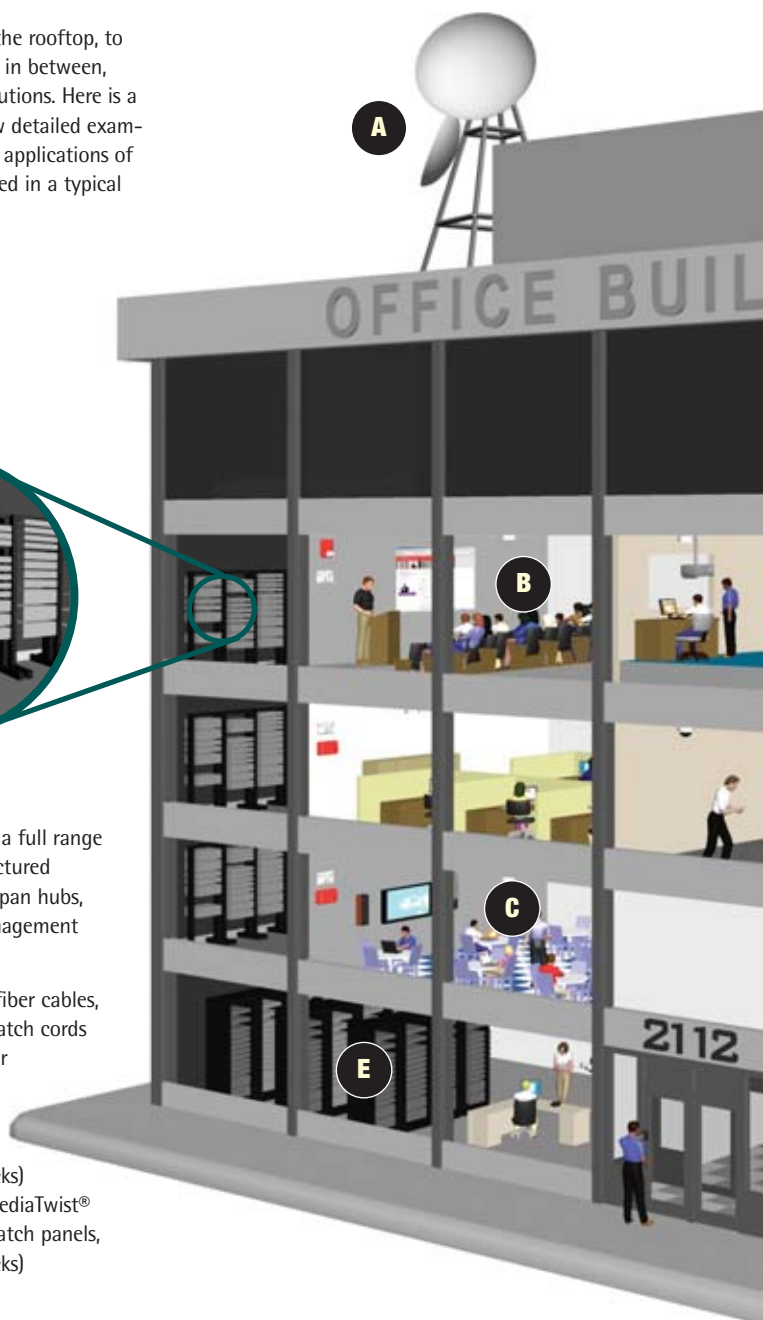 the rooftop, to
in between,
utions. Here is a
w detailed exam-
applications of
ed in a typical
A
OFFICE BUIL
B
a full range
ctured
pan hubs,
nagement
C
fiber cables,
atch cords
r
2112
E
ks)
ediaTwist®
atch panels,
ks)